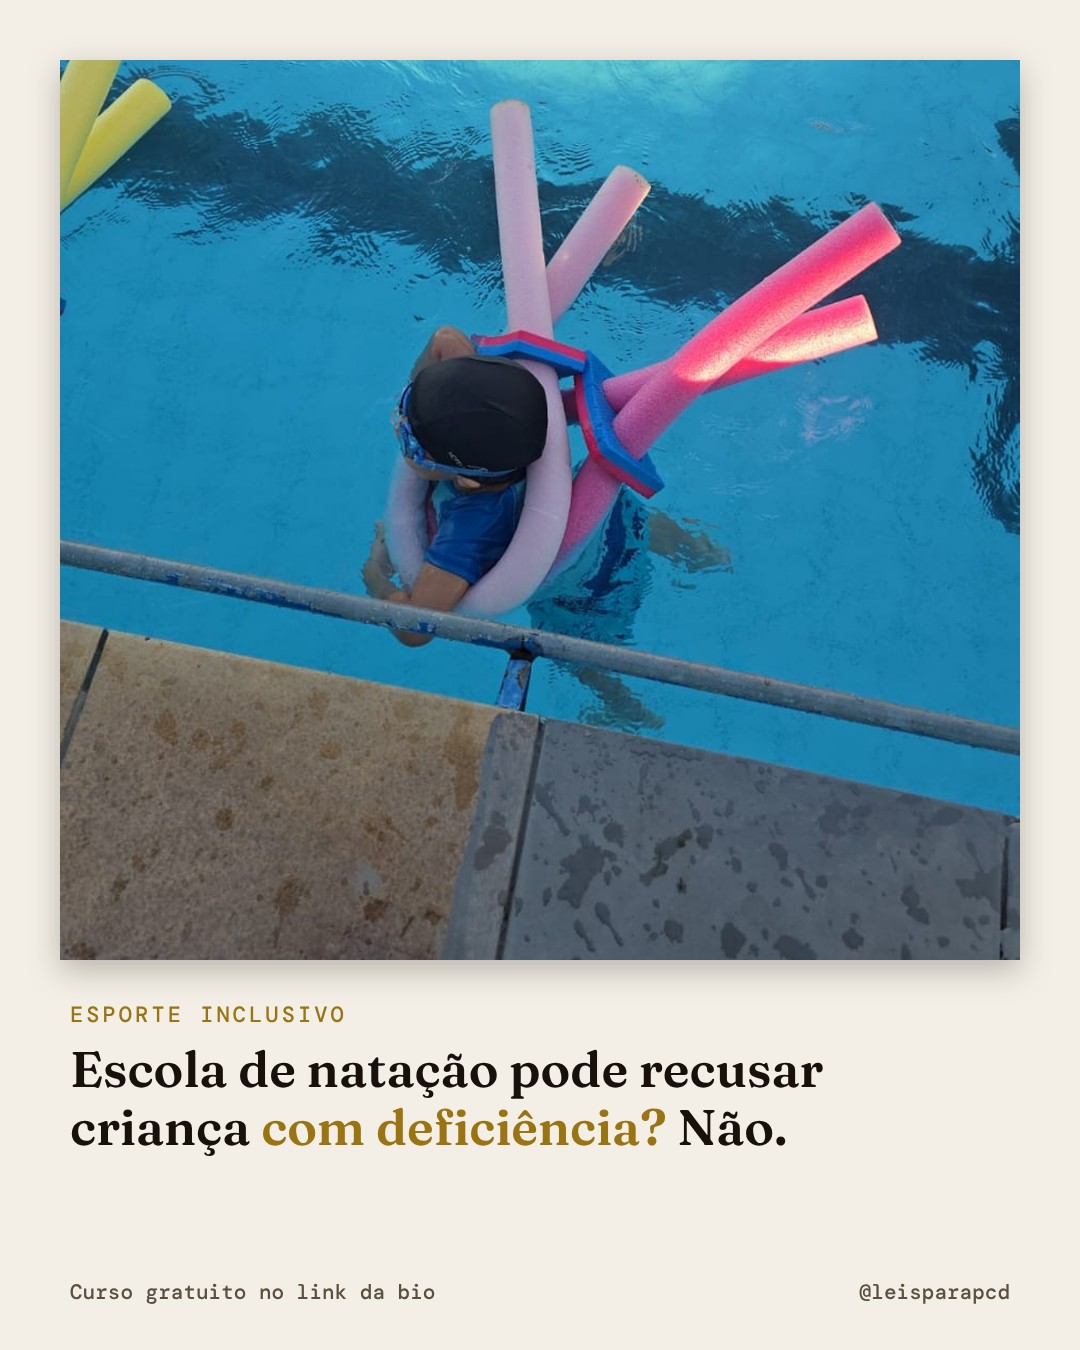 ESPORTE INCLUSIVO
Escola de natação pode recusar
criança com deficiência? Não.
Curso gratuito no link da bio
@leisparapcd